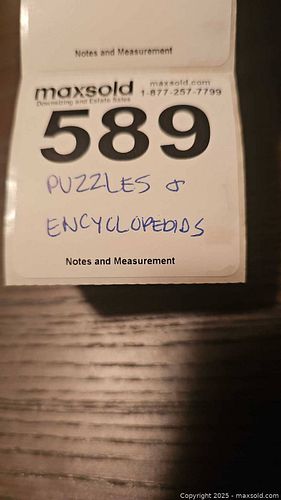 Notes and Measurement
maxsold maxsold.com
Downsizing and Estate Sales 1-877-257-7799
589
PUZZLES &
ENCYCLOPEDIAS
Notes and Measurement
Copyright 2025 - maxsold.com